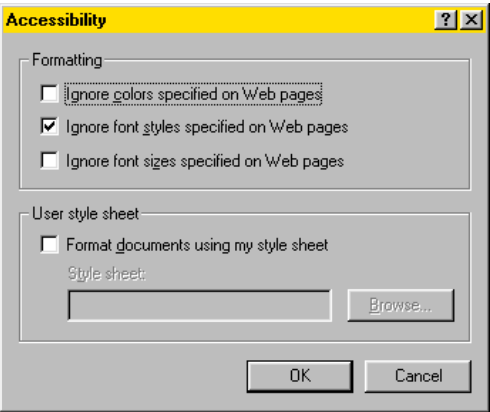 Accessibility
Formatting
Ignore colors specified on Web pages
Ignore font styles specified on Web pages
Ignore font sizes specified on Web pages
User style sheet
Format documents using my style sheet
Style sheet:
Browse...
OK Cancel